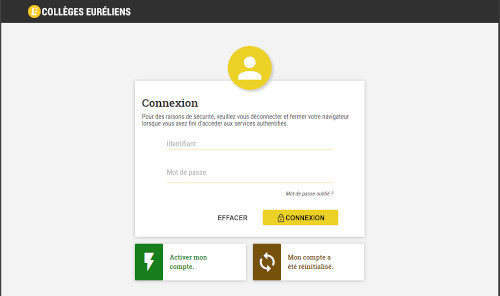 COLLÈGES EURÉLIENS
Connexion
Pour des raisons de sécurité, veuillez vous déconnecter et fermer votre navigateur
lorsque vous avez fini d'accéder aux services authentifiés.
Identifiant:
Mot de passe:
Mot de passe oublié ?
EFFACER
CONNEXION
Activer mon
compte.
Mon compte a
été réinitialisé.